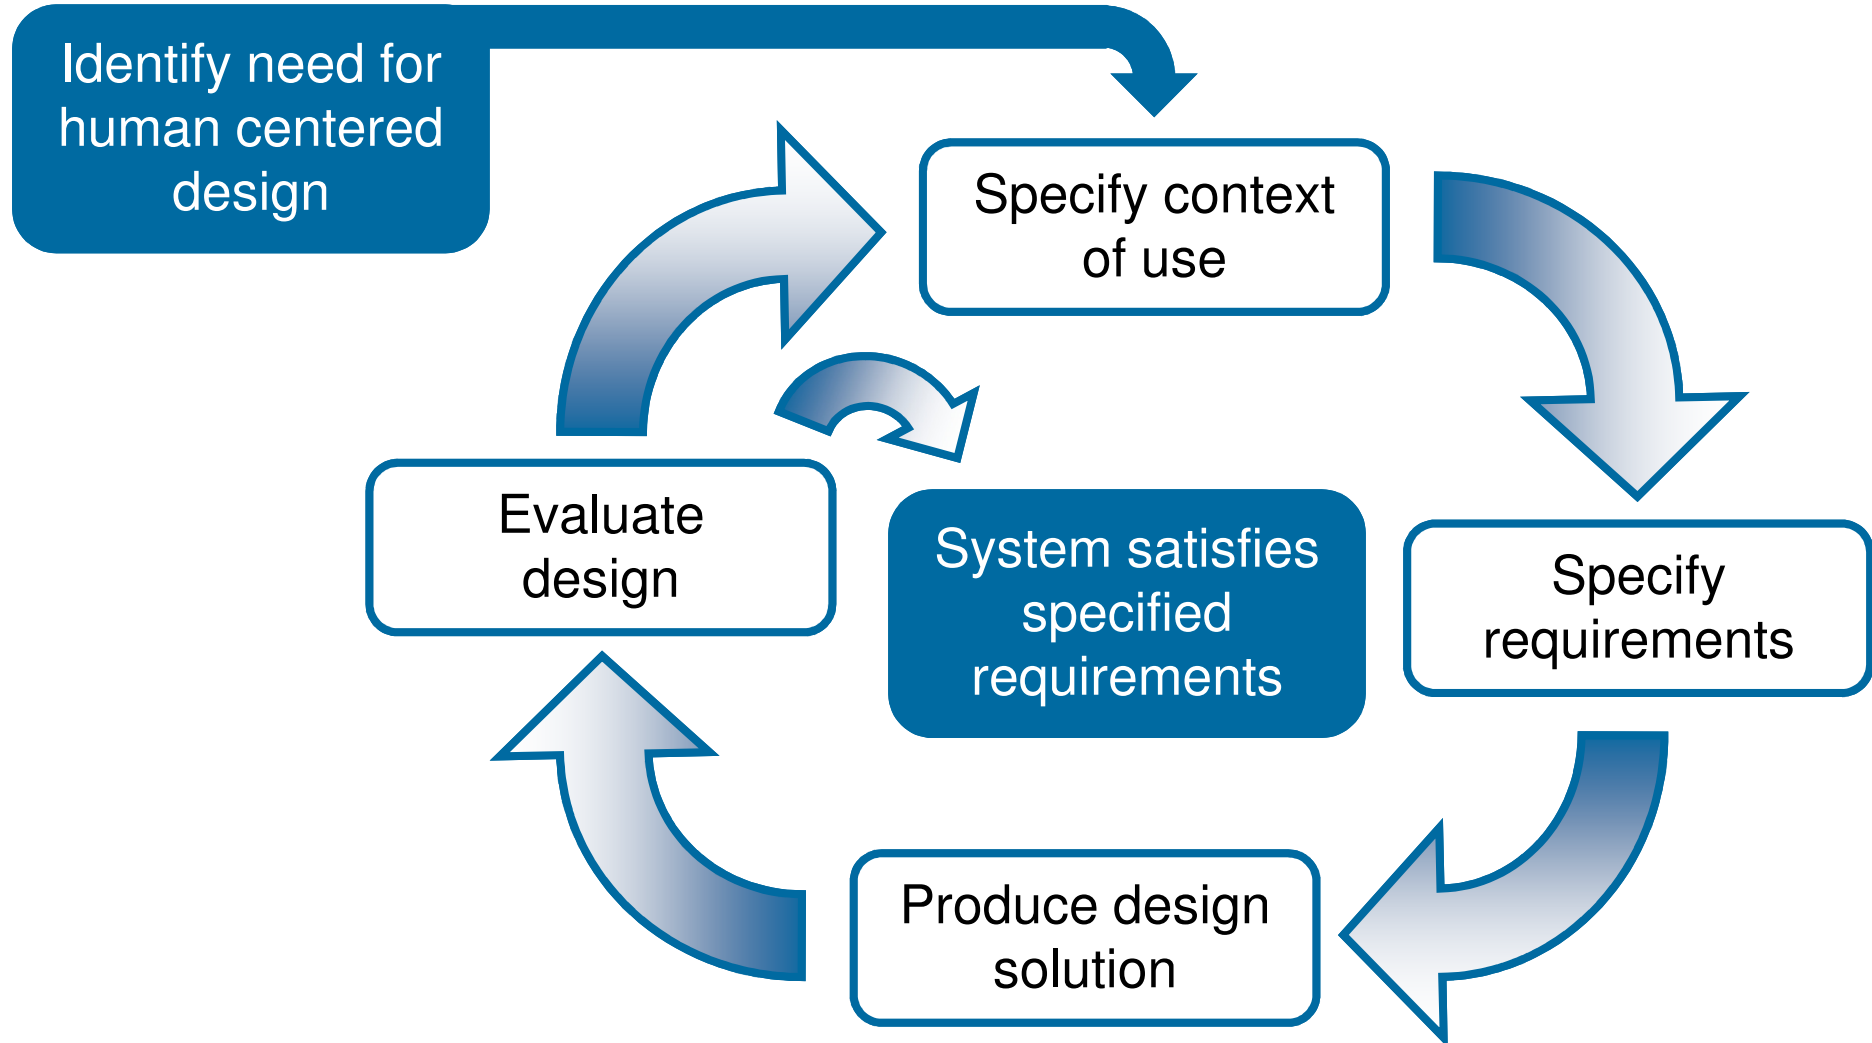 Identify need for
human centered
design
Specify context
of use
Evaluate
design
System satisfies
specified
requirements
Specify
requirements
Produce design
solution